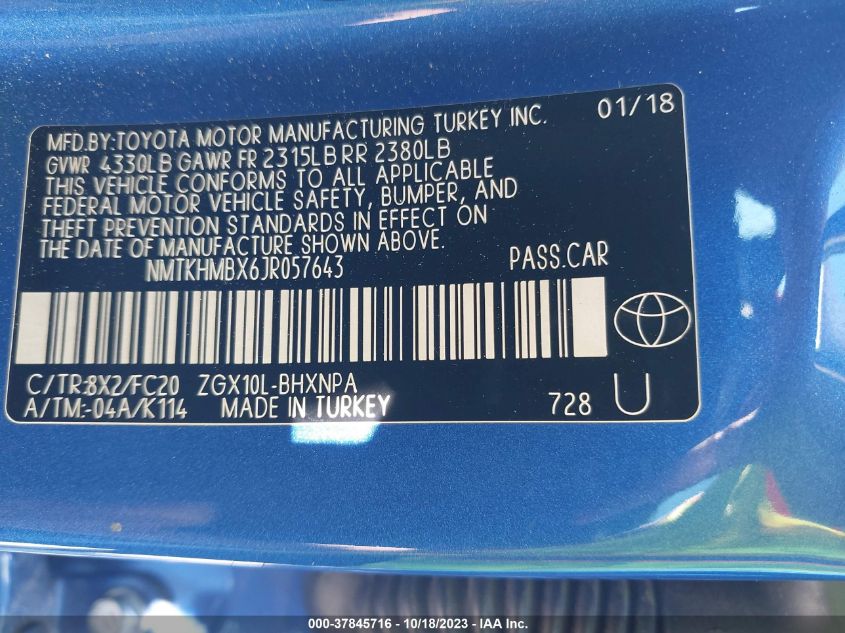 MFD.BY:TOYOTA MOTOR MANUFACTURING TURKEY INC. 01/18
GVWR 4330LB GAWR FR 2315LB RR 2380LB
THIS VEHICLE CONFORMS TO ALL APPLICABLE
FEDERAL MOTOR VEHICLE SAFETY, BUMPER, AND
THEFT PREVENTION STANDARDS IN EFFECT ON
THE DATE OF MANUFACTURE SHOWN ABOVE.
NMTKHMBX6JR057643 PASS.CAR
C/TR:8X2/FC20 ZGX10L-BHXNPA
A/TM:-04A/K114 MADE IN TURKEY 728 U
000-37845716 - 10/18/2023 - IAAI Inc.